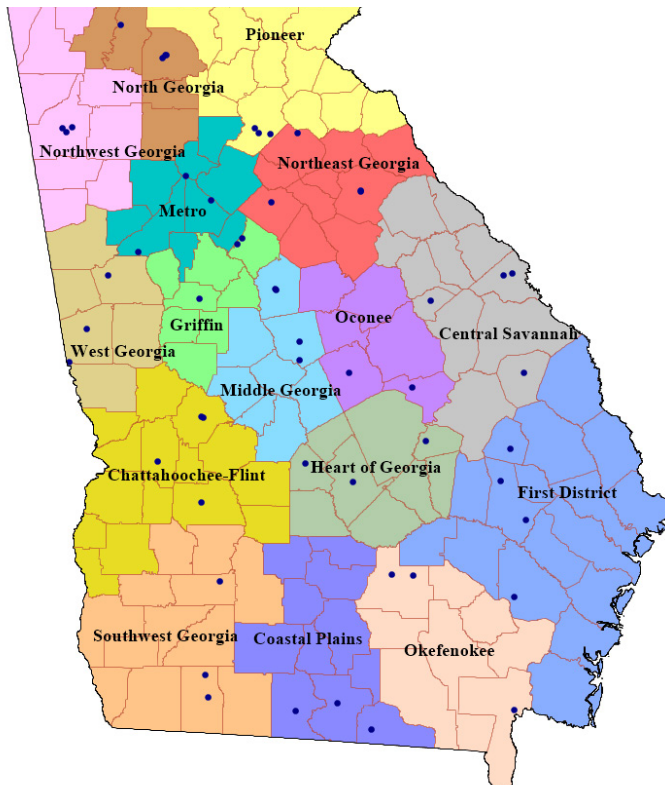 Pioneer
North Georgia
Northwest Georgia
Northeast Georgia
Metro
Griffin
Oconee
Central Savannah
West Georgia
Middle Georgia
Chattahoochee-Flint
Heart of Georgia
First District
Southwest Georgia
Coastal Plains
Okefenokee